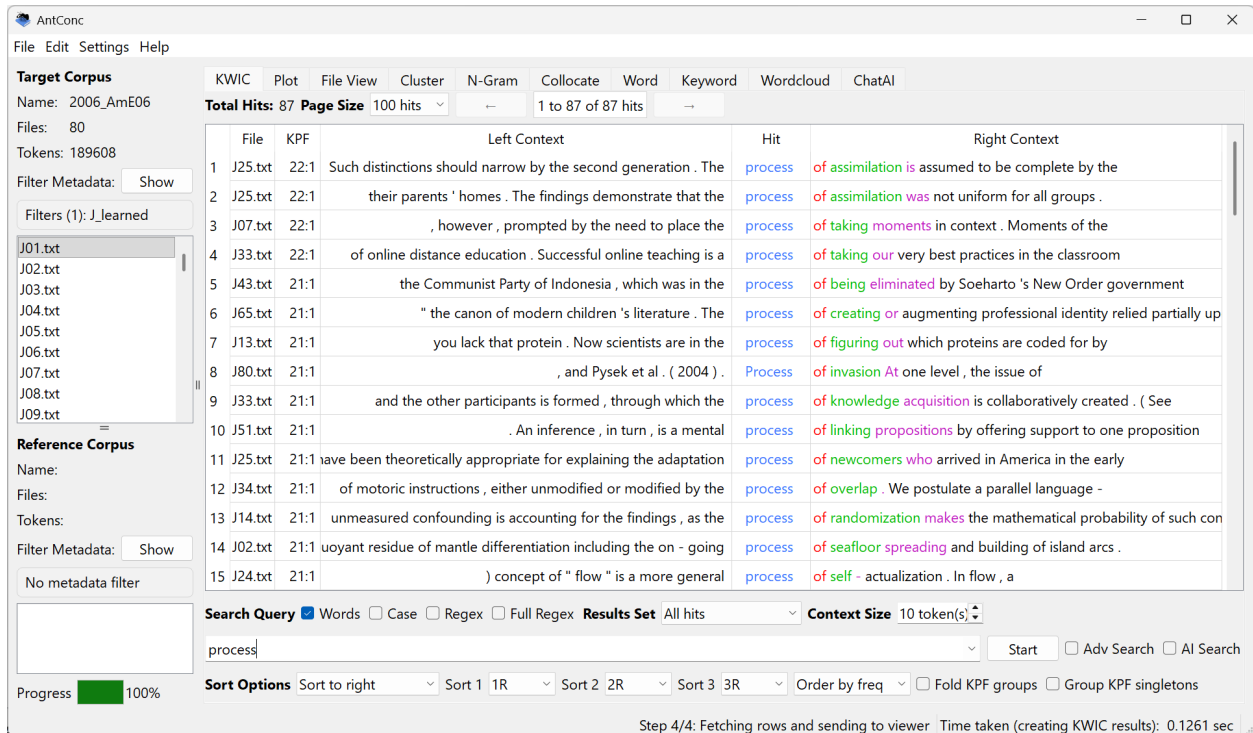 AntConc
File Edit Settings Help
Target Corpus
Name: 2006_AmE06
Files: 80
Tokens: 189608
Filter Metadata: Show
Filters (1): J_learned
J01.txt
J02.txt
J03.txt
J04.txt
J05.txt
J06.txt
J07.txt
J08.txt
J09.txt
Reference Corpus
Name:
Files:
Tokens:
Filter Metadata: Show
No metadata filter
Progress 100%
KWIC Plot File View Cluster N-Gram Collocate Word Keyword Wordcloud ChatAI
Total Hits: 87 Page Size 100 hits ← 1 to 87 of 87 hits →
File KPF Left Context Hit Right Context
1 J25.txt 22:1 Such distinctions should narrow by the second generation . The process of assimilation is assumed to be complete by the
2 J25.txt 22:1 their parents ' homes . The findings demonstrate that the process of assimilation was not uniform for all groups .
3 J07.txt 22:1 , however , prompted by the need to place the process of taking moments in context . Moments of the
4 J33.txt 22:1 of online distance education . Successful online teaching is a process of taking our very best practices in the classroom
5 J43.txt 21:1 the Communist Party of Indonesia , which was in the process of being eliminated by Soeharto 's New Order government
6 J65.txt 21:1 " the canon of modern children 's literature . The process of creating or augmenting professional identity relied partially up
7 J13.txt 21:1 you lack that protein . Now scientists are in the process of figuring out which proteins are coded for by
8 J80.txt 21:1 , and Pysek et al . ( 2004 ) . Process of invasion At one level , the issue of
9 J33.txt 21:1 and the other participants is formed , through which the process of knowledge acquisition is collaboratively created . ( See
10 J51.txt 21:1 . An inference , in turn , is a mental process of linking propositions by offering support to one proposition
11 J25.txt 21:1 have been theoretically appropriate for explaining the adaptation process of newcomers who arrived in America in the early
12 J34.txt 21:1 of motoric instructions , either unmodified or modified by the process of overlap . We postulate a parallel language -
13 J14.txt 21:1 unmeasured confounding is accounting for the findings , as the process of randomization makes the mathematical probability of such con
14 J02.txt 21:1 uoyant residue of mantle differentiation including the on - going process of seafloor spreading and building of island arcs .
15 J24.txt 21:1 ) concept of " flow " is a more general process of self - actualization . In flow , a
Search Query Words Case Regex Full Regex Results Set All hits Context Size 10 token(s)
process Start Adv Search AI Search
Sort Options Sort to right Sort 1 1R Sort 2 2R Sort 3 3R Order by freq Fold KPF groups Group KPF singletons
Step 4/4: Fetching rows and sending to viewer Time taken (creating KWIC results): 0.1261 sec